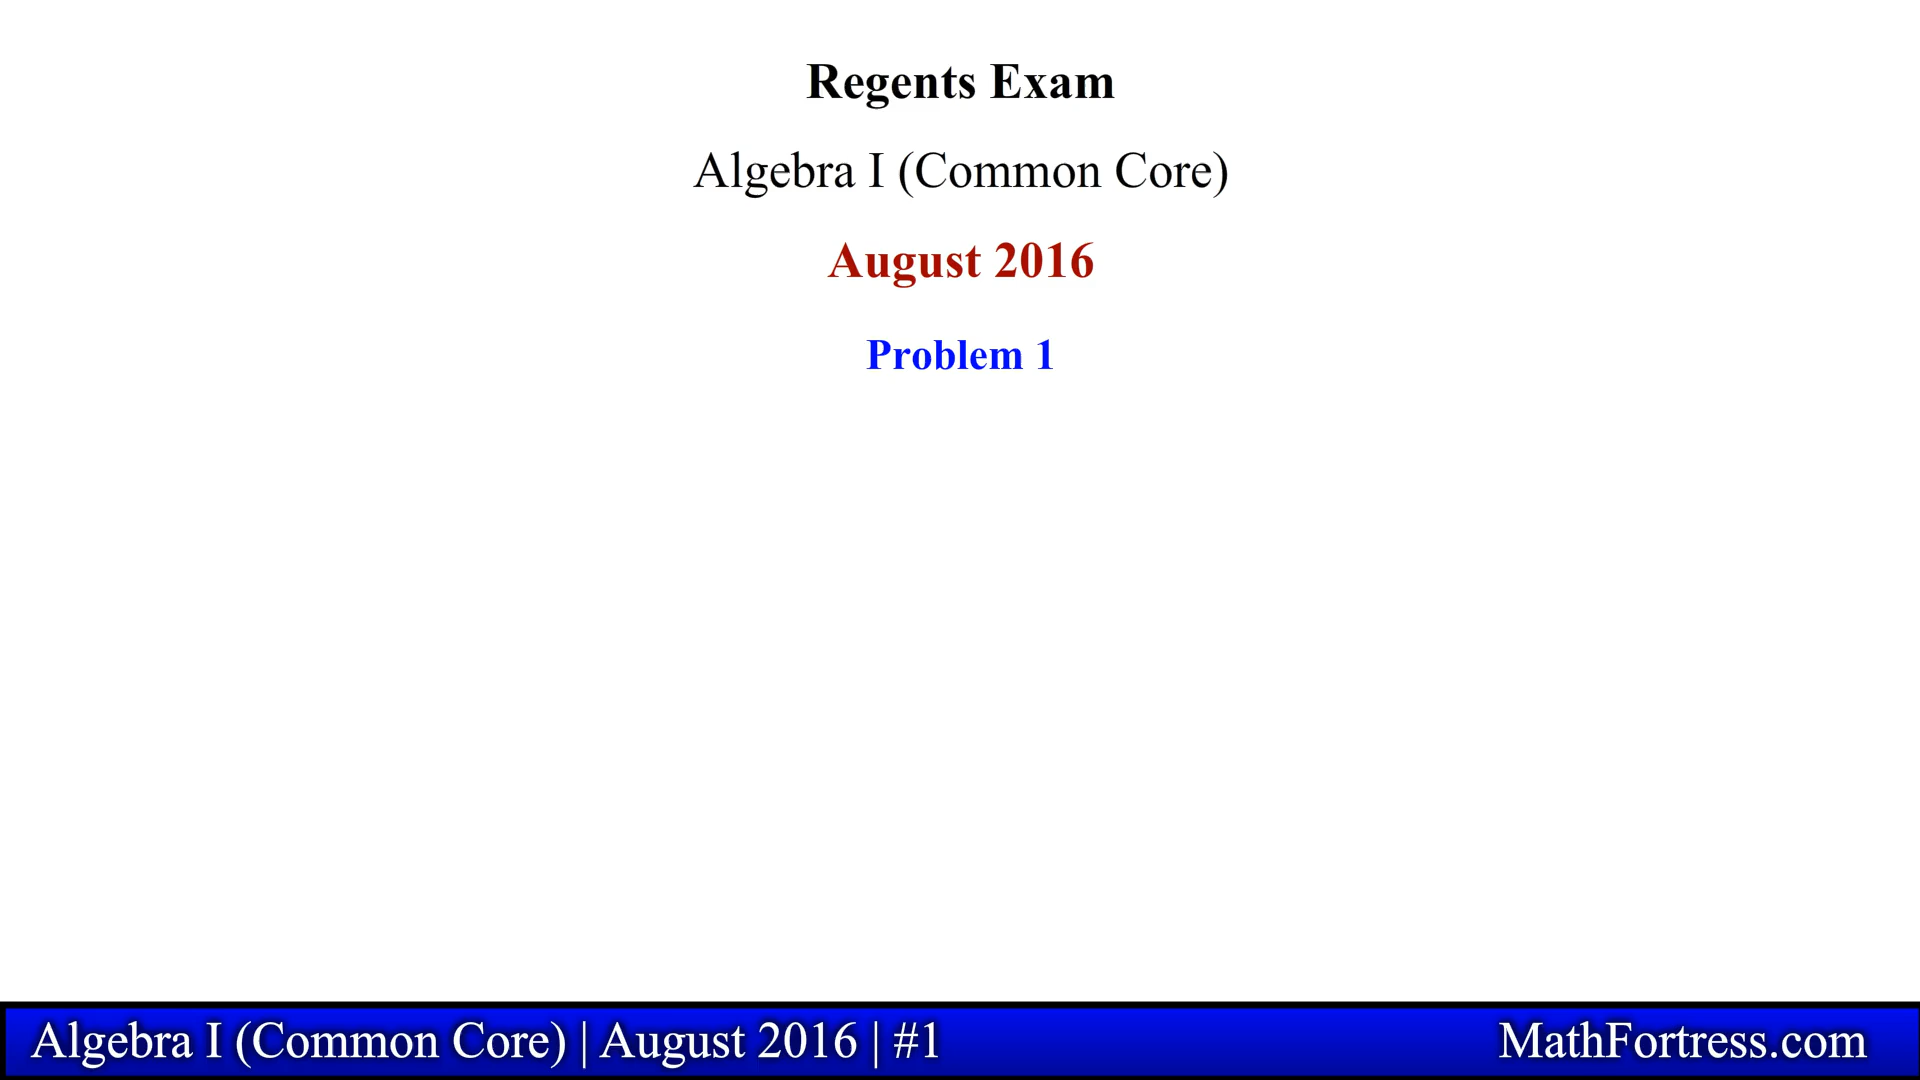 Regents Exam
Algebra I (Common Core)
August 2016
Problem 1
Algebra I (Common Core) | August 2016 | #1
MathFortress.com